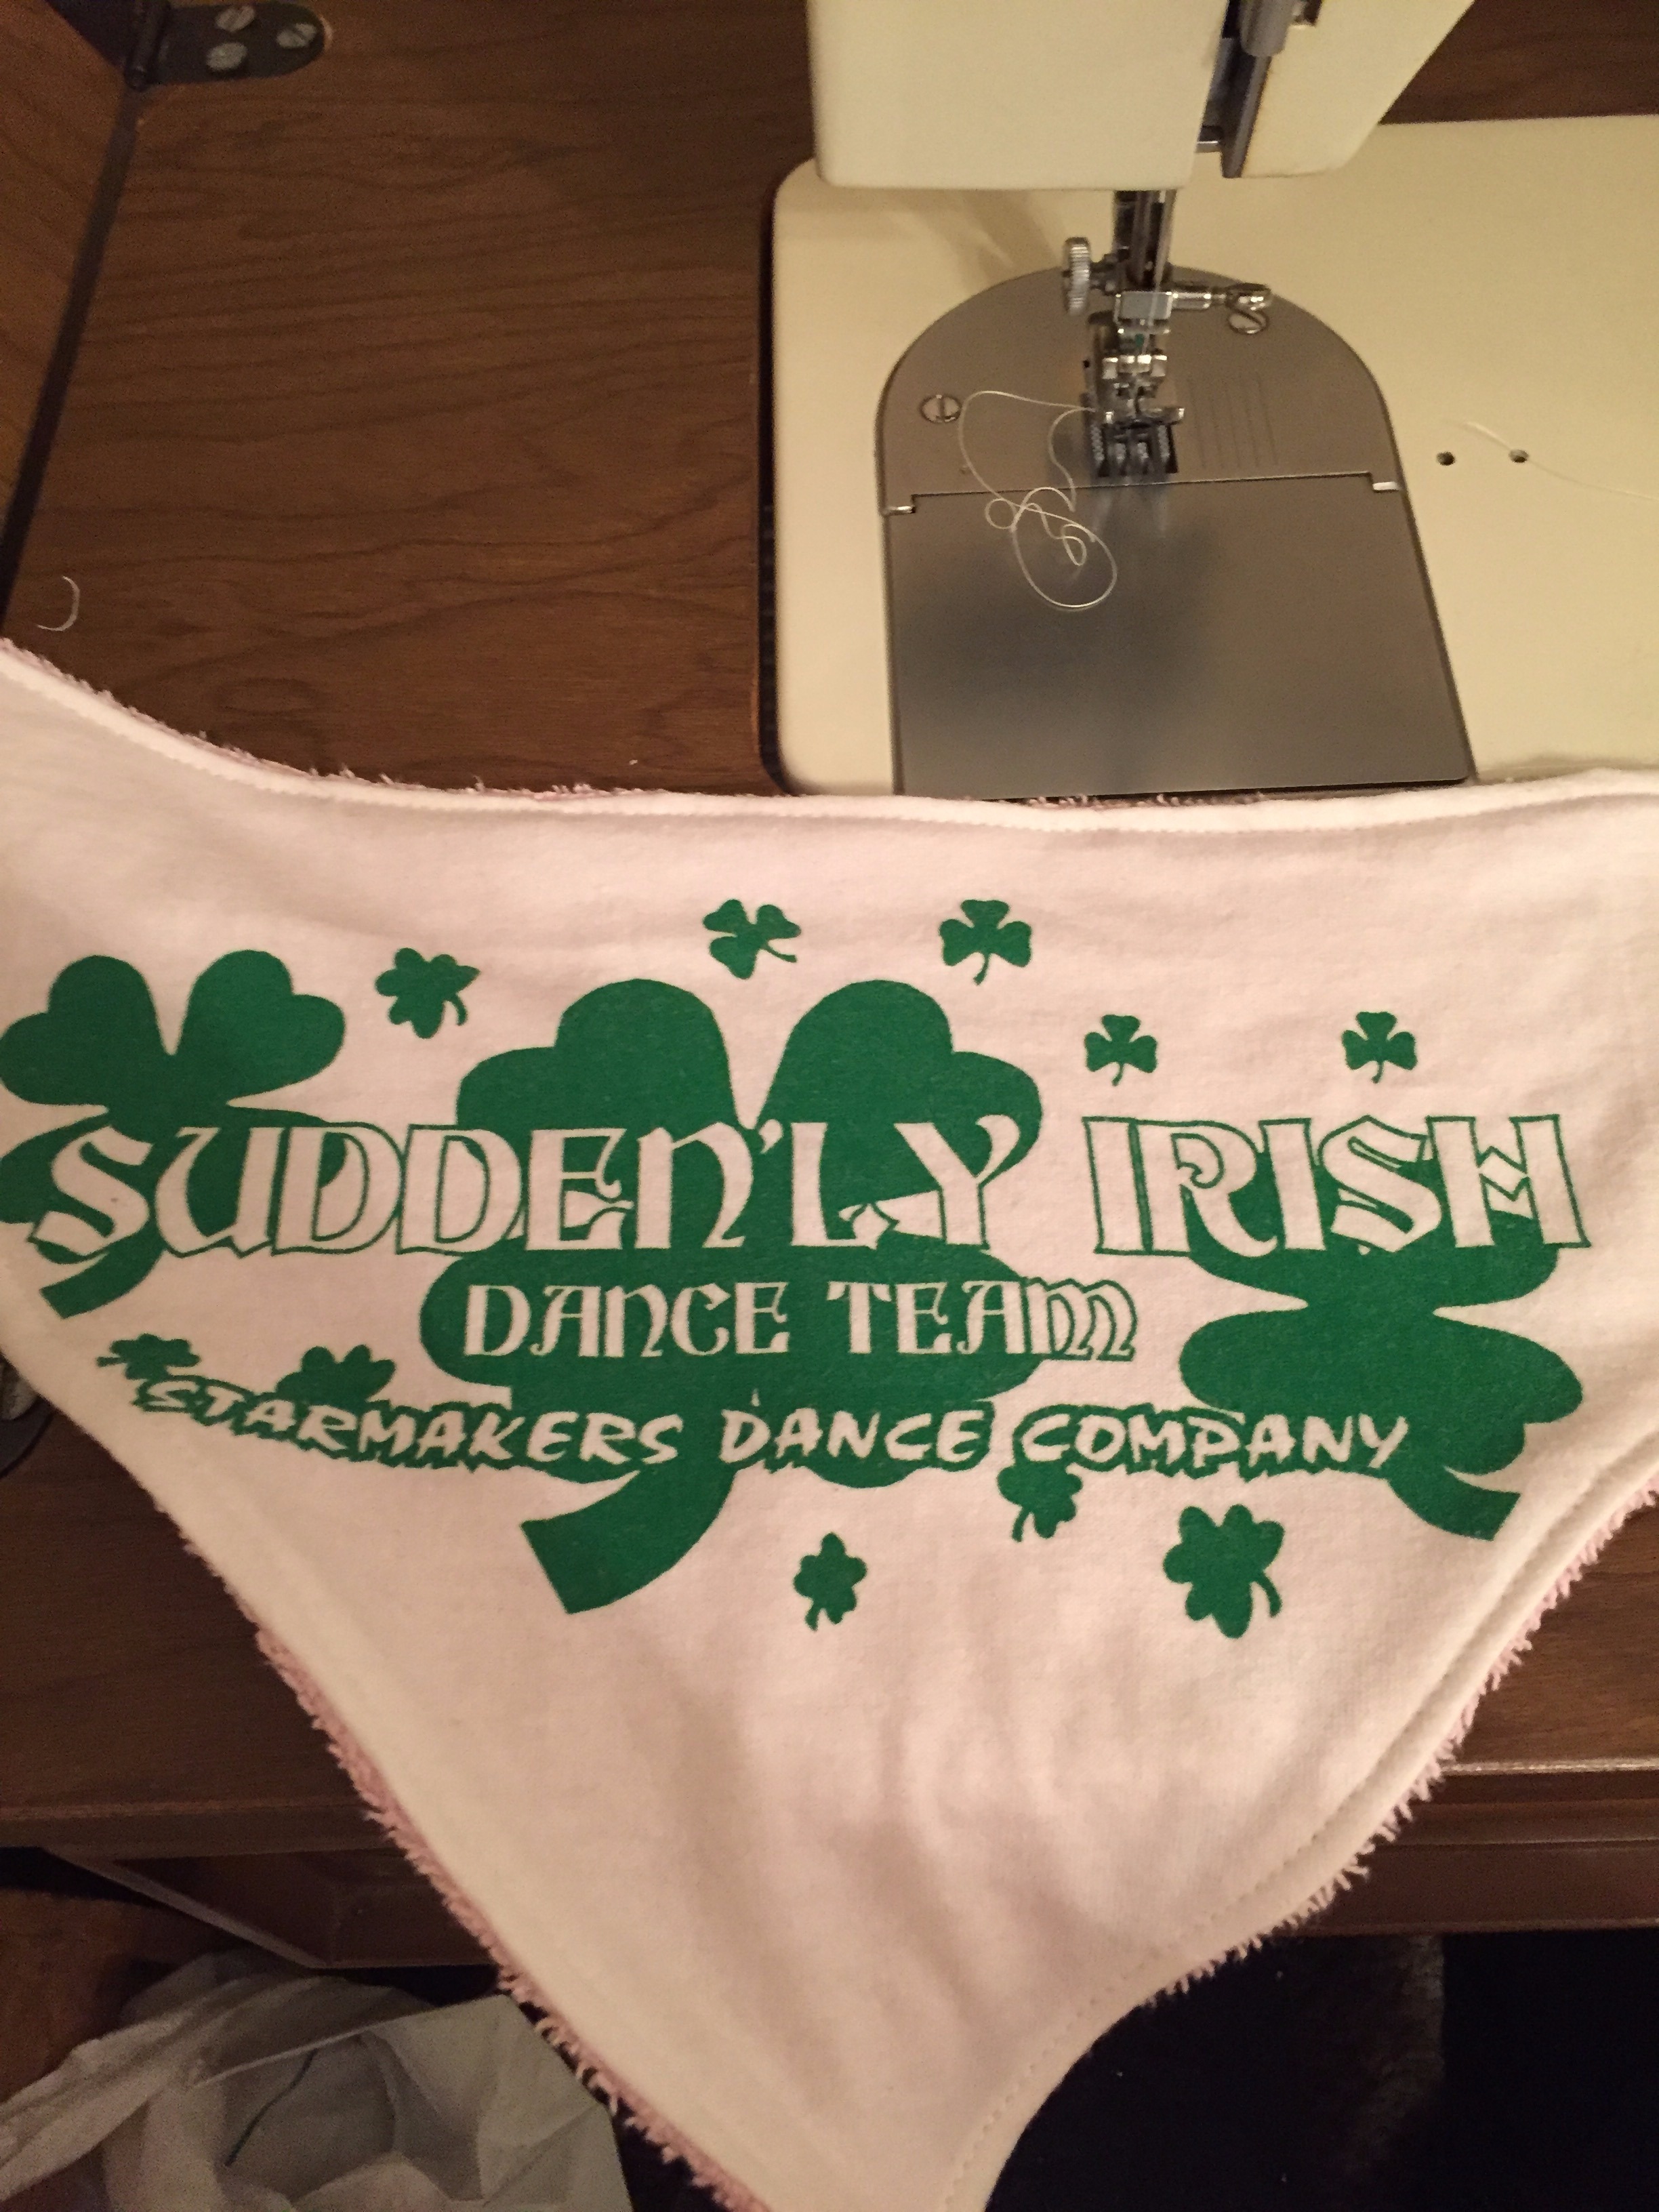 SUDDEN'LY IRISH
DANCE TEAM
STARMAKERS DANCE COMPANY